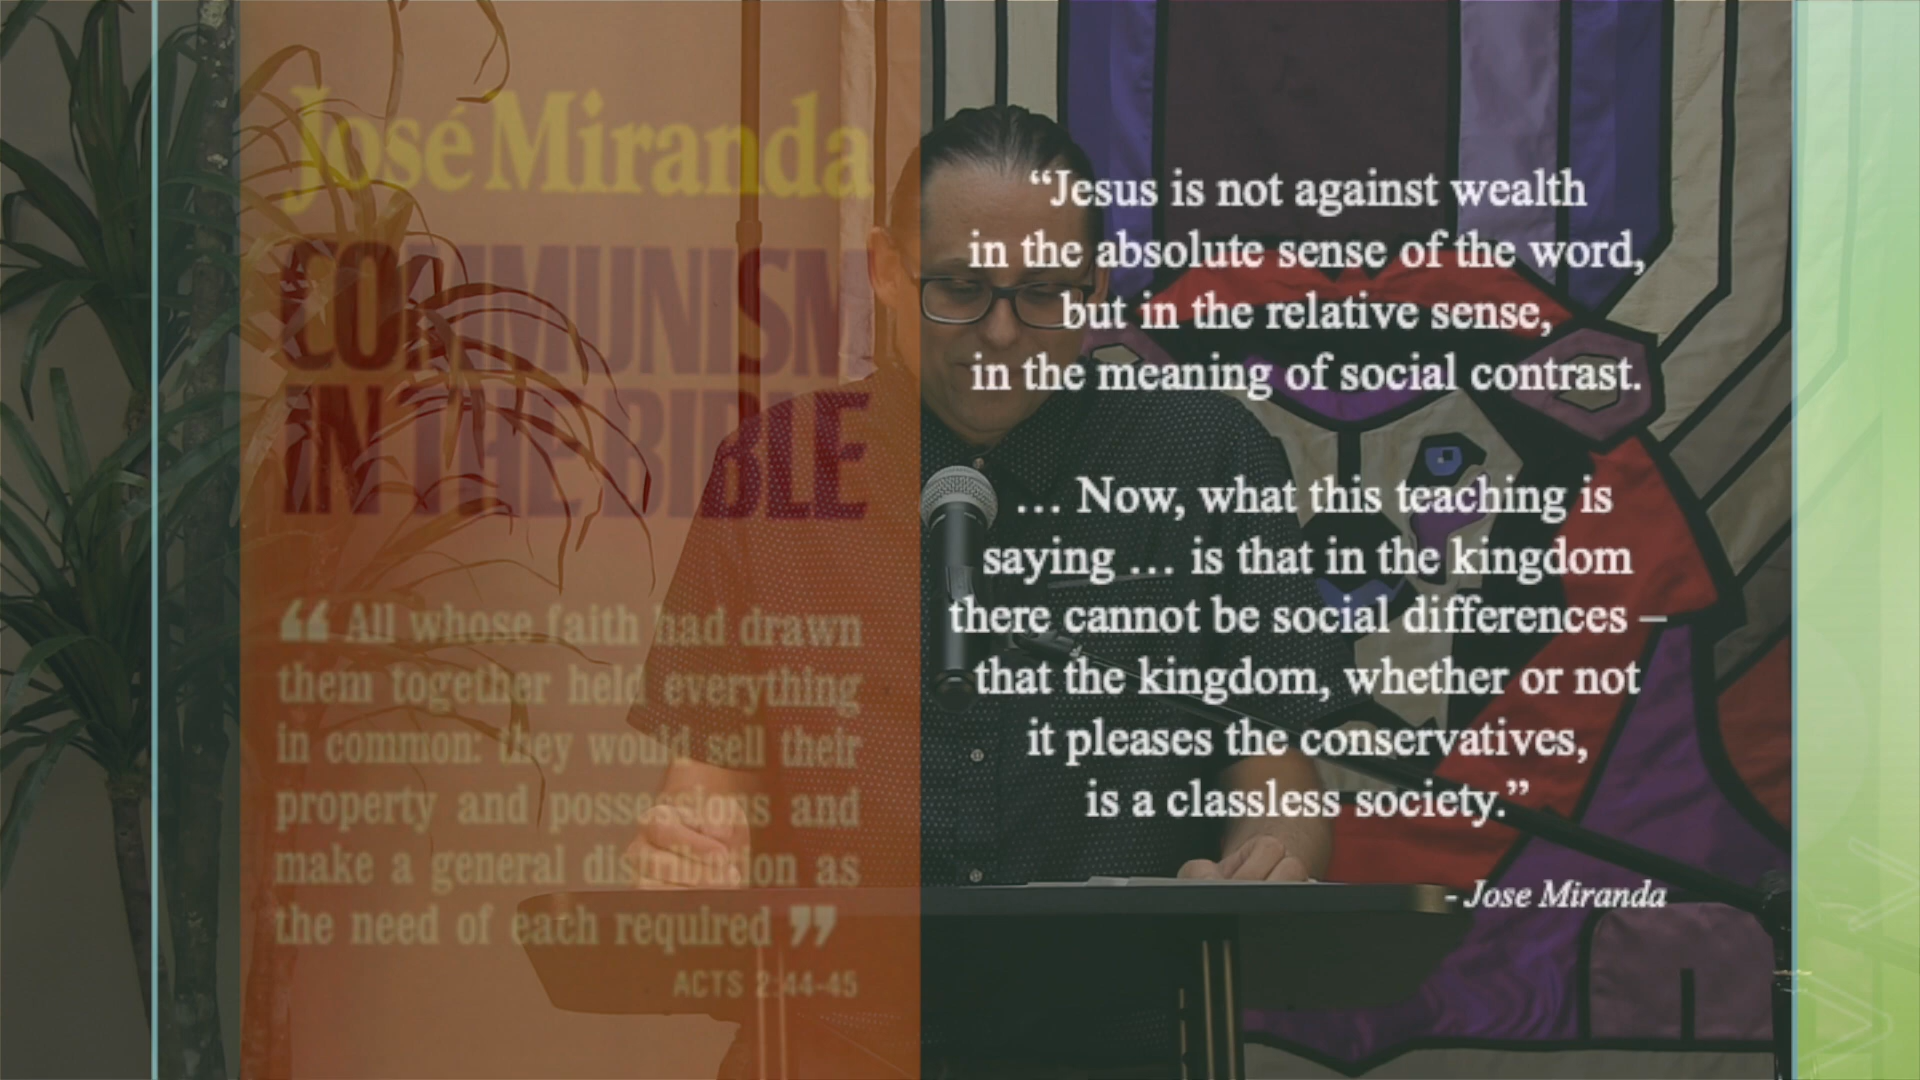 José Miranda
COMMUNISM
IN THE BIBLE
“ All whose faith had drawn
them together held everything
in common: they would sell their
property and possessions and
make a general distribution as
the need of each required ”
ACTS 2:44-45
“Jesus is not against wealth
in the absolute sense of the word,
but in the relative sense,
in the meaning of social contrast.
… Now, what this teaching is
saying … is that in the kingdom
there cannot be social differences –
that the kingdom, whether or not
it pleases the conservatives,
is a classless society.”
- Jose Miranda